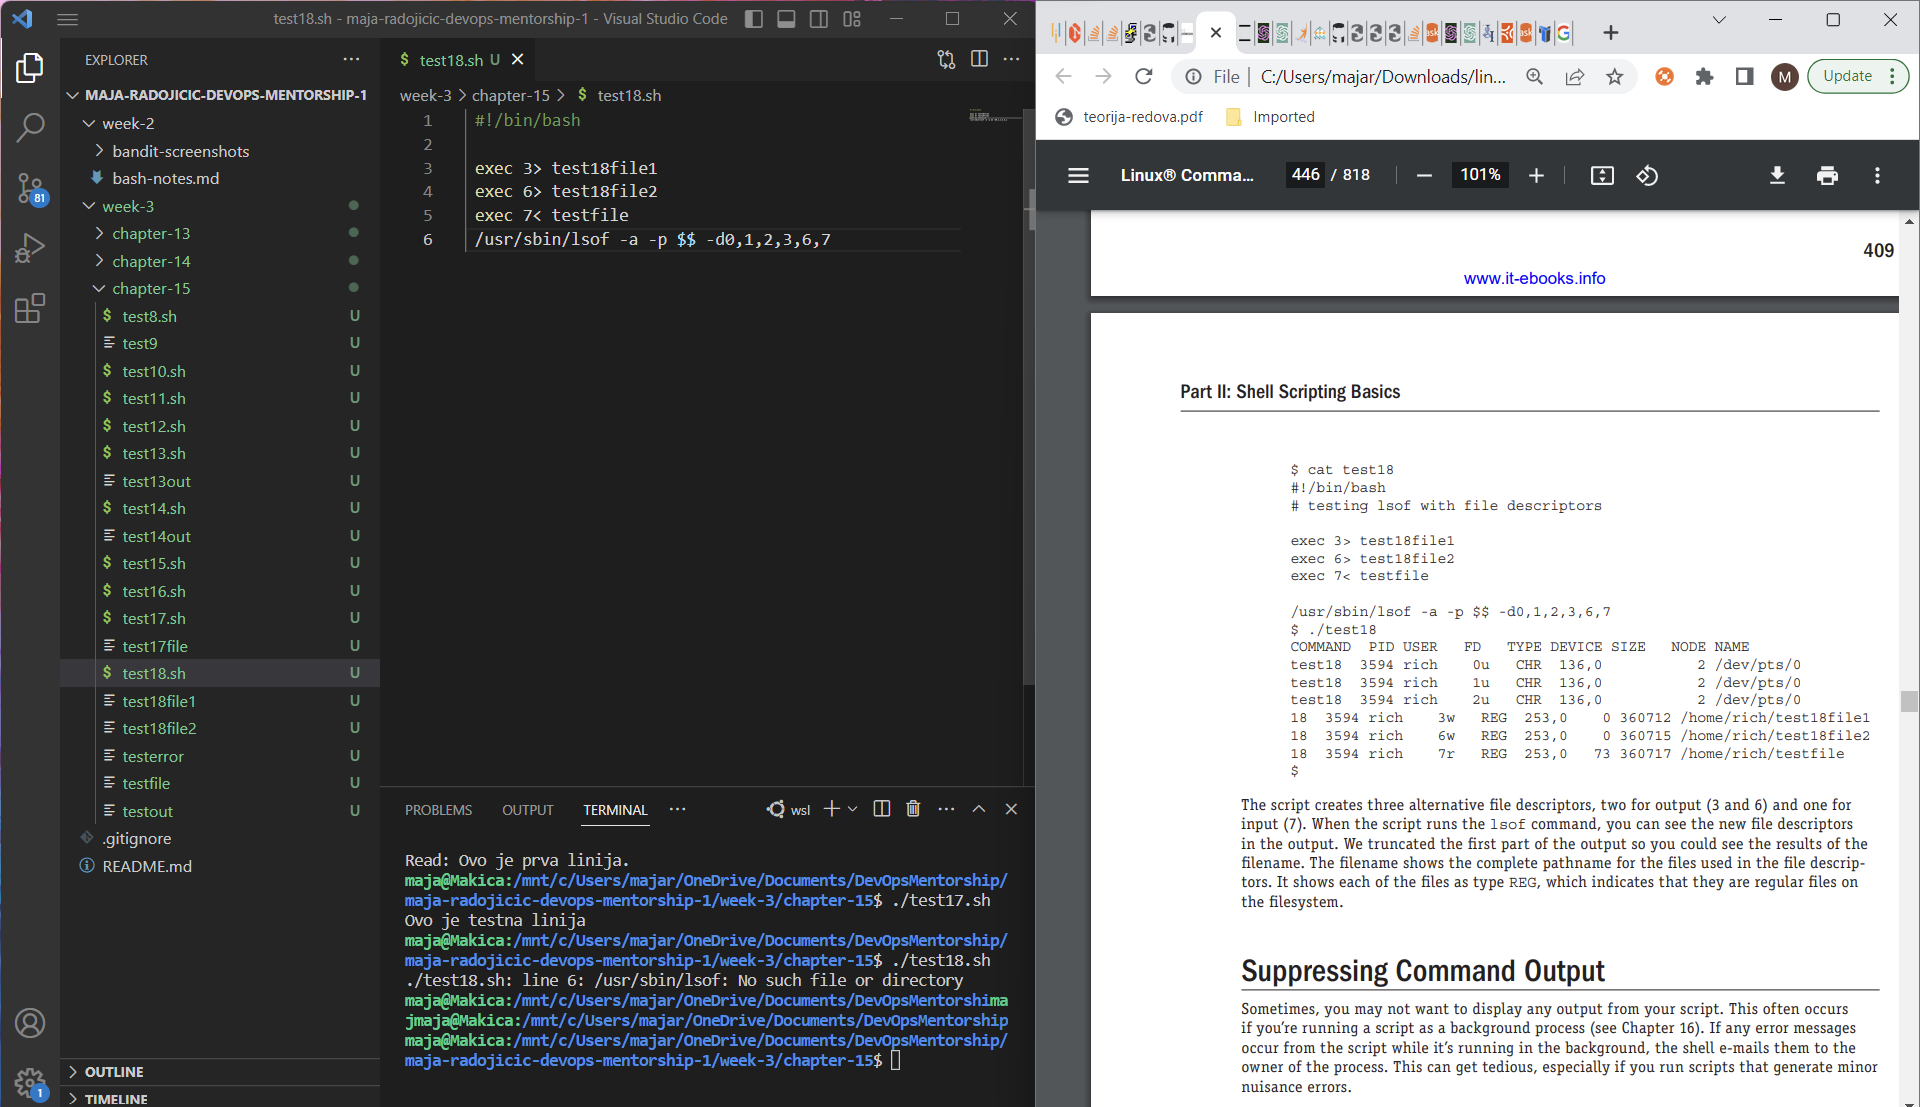 test18.sh - maja-radojicic-devops-mentorship-1 - Visual Studio Code
EXPLORER
MAJA-RADOJICIC-DEVOPS-MENTORSHIP-1
week-2
bandit-screenshots
bash-notes.md
week-3
chapter-13
chapter-14
chapter-15
test8.sh U
test9 U
test10.sh U
test11.sh U
test12.sh U
test13.sh U
test13out U
test14.sh U
test14out U
test15.sh U
test16.sh U
test17.sh U
test17file U
test18.sh U
test18file1 U
test18file2 U
testerror U
testfile U
testout U
.gitignore
README.md
OUTLINE
TIMELINE
81
1
$ test18.sh U
week-3 > chapter-15 > $ test18.sh
1 #!/bin/bash
2
3 exec 3> test18file1
4 exec 6> test18file2
5 exec 7< testfile
6 /usr/sbin/lsof -a -p $$ -d0,1,2,3,6,7
PROBLEMS OUTPUT TERMINAL ··· wsl
Read: Ovo je prva linija.
maja@Makica:/mnt/c/Users/majar/OneDrive/Documents/DevOpsMentorship/
maja-radojicic-devops-mentorship-1/week-3/chapter-15$ ./test17.sh
Ovo je testna linija
maja@Makica:/mnt/c/Users/majar/OneDrive/Documents/DevOpsMentorship/
maja-radojicic-devops-mentorship-1/week-3/chapter-15$ ./test18.sh
./test18.sh: line 6: /usr/sbin/lsof: No such file or directory
maja@Makica:/mnt/c/Users/majar/OneDrive/Documents/DevOpsMentorshima
jmaja@Makica:/mnt/c/Users/majar/OneDrive/Documents/DevOpsMentorship
maja@Makica:/mnt/c/Users/majar/OneDrive/Documents/DevOpsMentorship/
maja-radojicic-devops-mentorship-1/week-3/chapter-15$
File | C:/Users/majar/Downloads/lin...
M
Update
teorija-redova.pdf
Imported
Linux® Comma... 446 / 818 101%
409
www.it-ebooks.info
Part II: Shell Scripting Basics
$ cat test18
#!/bin/bash
# testing lsof with file descriptors
exec 3> test18file1
exec 6> test18file2
exec 7< testfile
/usr/sbin/lsof -a -p $$ -d0,1,2,3,6,7
$ ./test18
COMMAND PID USER FD TYPE DEVICE SIZE NODE NAME
test18 3594 rich 0u CHR 136,0 2 /dev/pts/0
test18 3594 rich 1u CHR 136,0 2 /dev/pts/0
test18 3594 rich 2u CHR 136,0 2 /dev/pts/0
18 3594 rich 3w REG 253,0 0 360712 /home/rich/test18file1
18 3594 rich 6w REG 253,0 0 360715 /home/rich/test18file2
18 3594 rich 7r REG 253,0 73 360717 /home/rich/testfile
$
The script creates three alternative file descriptors, two for output (3 and 6) and one for
input (7). When the script runs the lsof command, you can see the new file descriptors
in the output. We truncated the first part of the output so you could see the results of the
filename. The filename shows the complete pathname for the files used in the file descrip-
tors. It shows each of the files as type REG, which indicates that they are regular files on
the filesystem.
Suppressing Command Output
Sometimes, you may not want to display any output from your script. This often occurs
if you're running a script as a background process (see Chapter 16). If any error messages
occur from the script while it's running in the background, the shell e-mails them to the
owner of the process. This can get tedious, especially if you run scripts that generate minor
nuisance errors.